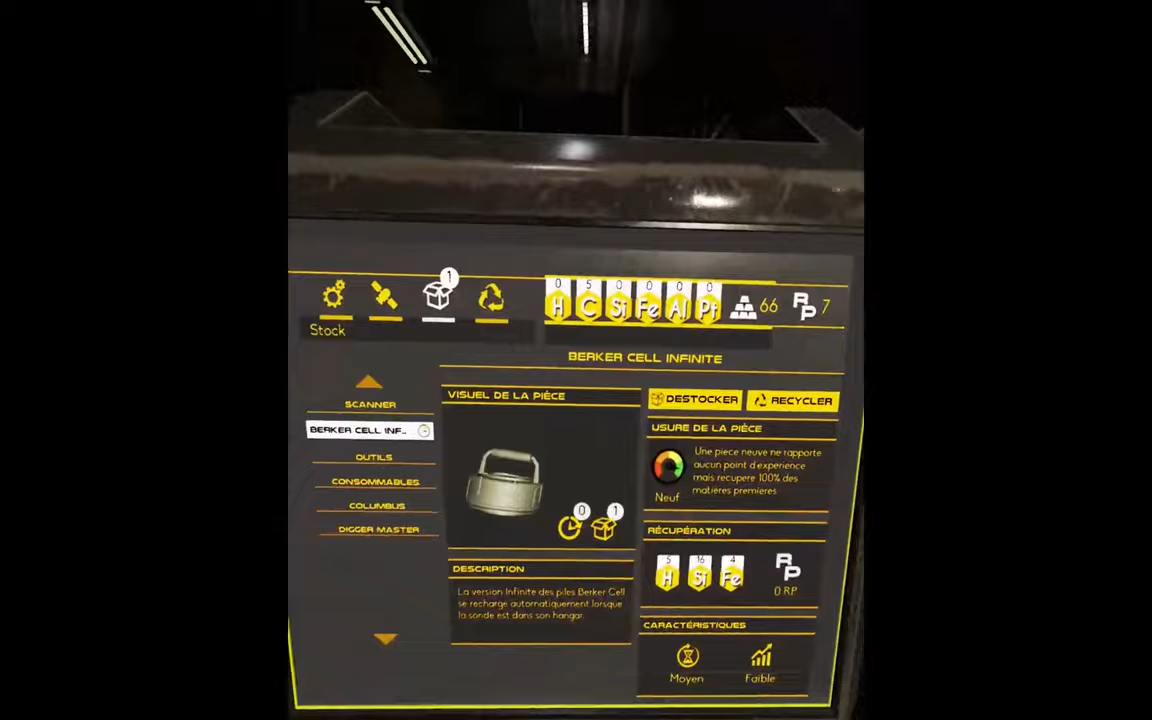 1
0 5 0 0 0 0
H C Si Fe Al Pt 66 RP 7
Stock
BERKER CELL INFINITE
SCANNER
BERKER CELL INF..
OUTILS
CONSOMMABLES
COLUMBUS
DIGGER MASTER
VISUEL DE LA PIÈCE
0 1
DESCRIPTION
La version Infinite des piles Berker Cell
se recharge automatiquement lorsque
la sonde est dans son hangar.
DESTOCKER RECYCLER
USURE DE LA PIÈCE
Une piece neuve ne rapporte
aucun point d'experience
mais recupere 100% des
matières premieres
Neuf
RÉCUPÉRATION
5 16 4
H Si Fe RP
0 RP
CARACTÉRISTIQUES
Moyen Faible